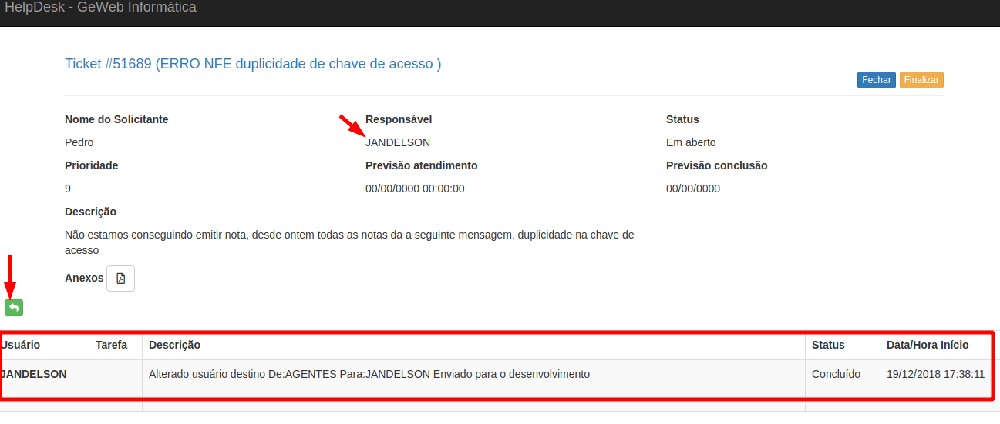 HelpDesk - GeWeb Informática
Ticket #51689 (ERRO NFE duplicidade de chave de acesso )
Fechar Finalizar
Nome do Solicitante Responsável Status
Pedro JANDELSON Em aberto
Prioridade Previsão atendimento Previsão conclusão
9 00/00/0000 00:00:00 00/00/0000
Descrição
Não estamos conseguindo emitir nota, desde ontem todas as notas da a seguinte mensagem, duplicidade na chave de
acesso
Anexos
Usuário Tarefa Descrição Status Data/Hora Início
JANDELSON Alterado usuário destino De:AGENTES Para:JANDELSON Enviado para o desenvolvimento Concluído 19/12/2018 17:38:11